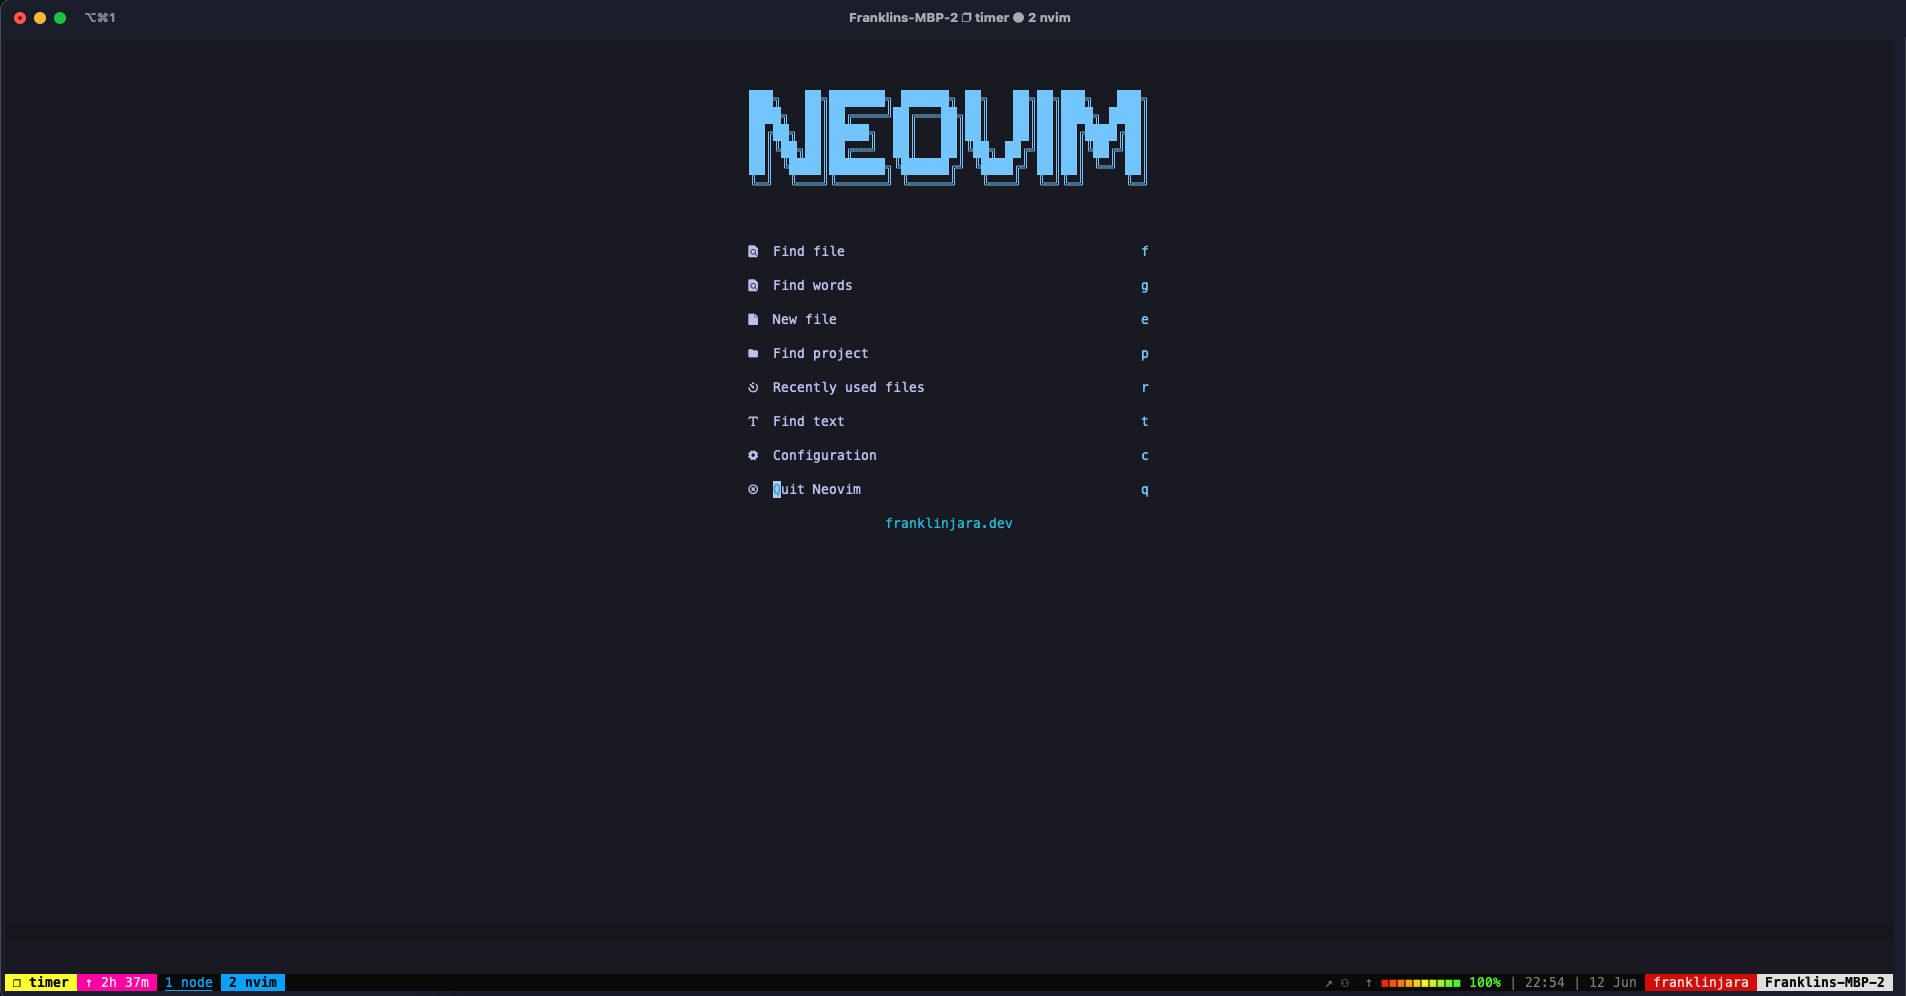 ⌥⌘1 Franklins-MBP-2 ❐ timer ● 2 nvim
NEOVIM
Find file f
Find words g
New file e
Find project p
Recently used files r
Find text t
Configuration c
Quit Neovim q
franklinjara.dev
❐ timer ↑ 2h 37m 1 node 2 nvim ↗ ⚇ ↑ 100% | 22:54 | 12 Jun franklinjara Franklins-MBP-2